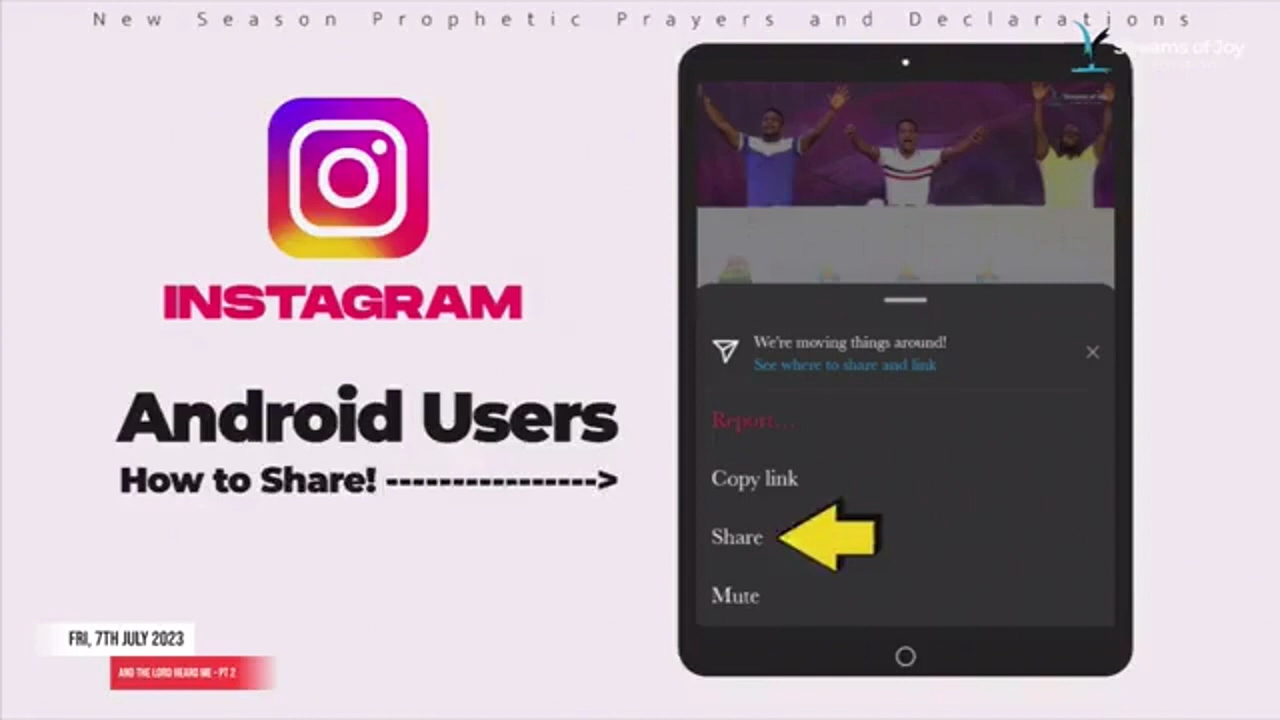 New Season Prophetic Prayers and Declarations
Streams of Joy
INSTAGRAM
Android Users
How to Share! ---------------->
We're moving things around!
See where to share and link
Report...
Copy link
Share
Mute
FRI, 7TH JULY 2023
AND THE LORD HEARD ME - PT 2